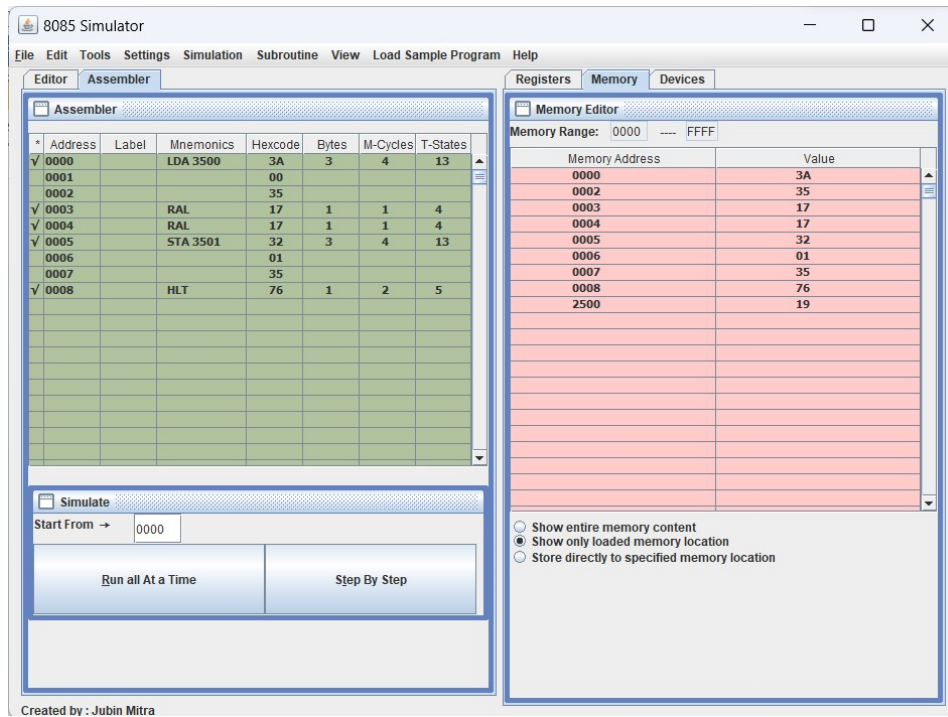 8085 Simulator
File Edit Tools Settings Simulation Subroutine View Load Sample Program Help
Editor Assembler
Assembler
* Address Label Mnemonics Hexcode Bytes M-Cycles T-States
√ 0000 LDA 3500 3A 3 4 13
0001 00
0002 35
√ 0003 RAL 17 1 1 4
√ 0004 RAL 17 1 1 4
√ 0005 STA 3501 32 3 4 13
0006 01
0007 35
√ 0008 HLT 76 1 2 5
Simulate
Start From → 0000
Run all At a Time Step By Step
Created by : Jubin Mitra
Registers Memory Devices
Memory Editor
Memory Range: 0000 ---- FFFF
Memory Address Value
0000 3A
0002 35
0003 17
0004 17
0005 32
0006 01
0007 35
0008 76
2500 19
Show entire memory content
Show only loaded memory location
Store directly to specified memory location